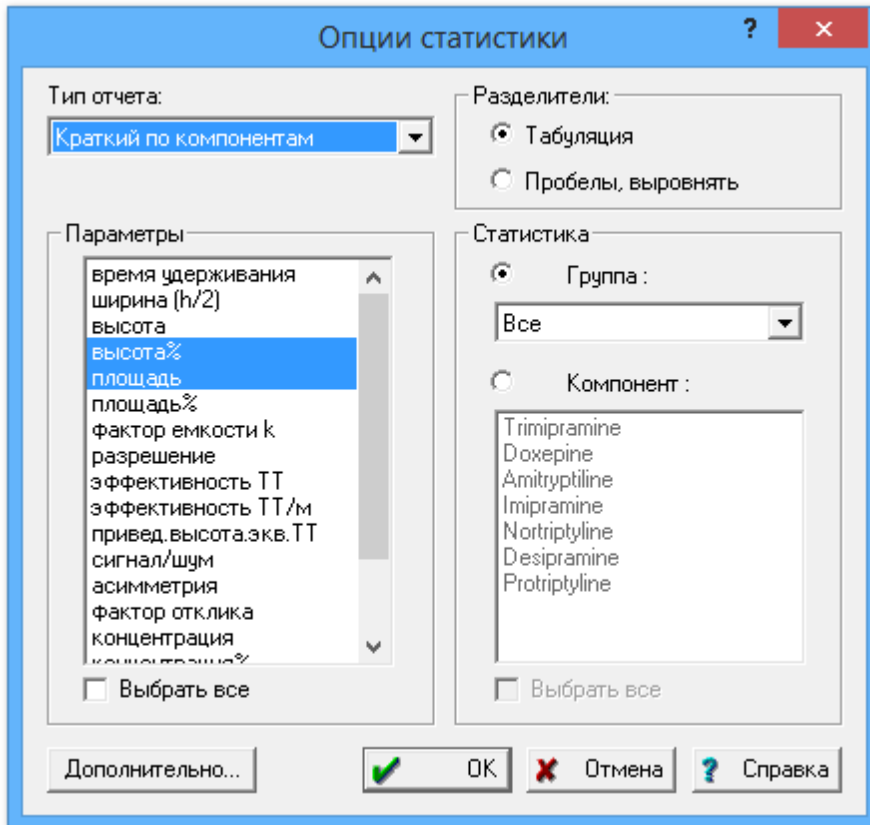 Опции статистики
?
Тип отчета:
Краткий по компонентам
Разделители:
Табуляция
Пробелы, выровнять
Параметры
время удерживания
ширина (h/2)
высота
высота%
площадь
площадь%
фактор емкости k
разрешение
эффективность ТТ
эффективность ТТ/м
привед.высота.экв.ТТ
сигнал/шум
асимметрия
фактор отклика
концентрация
концентрация%
Выбрать все
Статистика
Группа :
Все
Компонент :
Trimipramine
Doxepine
Amitryptiline
Imipramine
Nortriptyline
Desipramine
Protriptyline
Выбрать все
Дополнительно...
OK
Отмена
? Справка